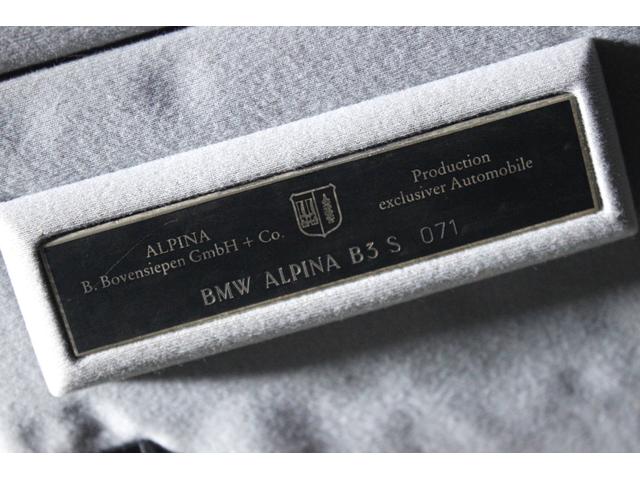 ALPINA
B. Bovensiepen GmbH + Co.
Production
exclusiver Automobile
BMW ALPINA B3 S 071